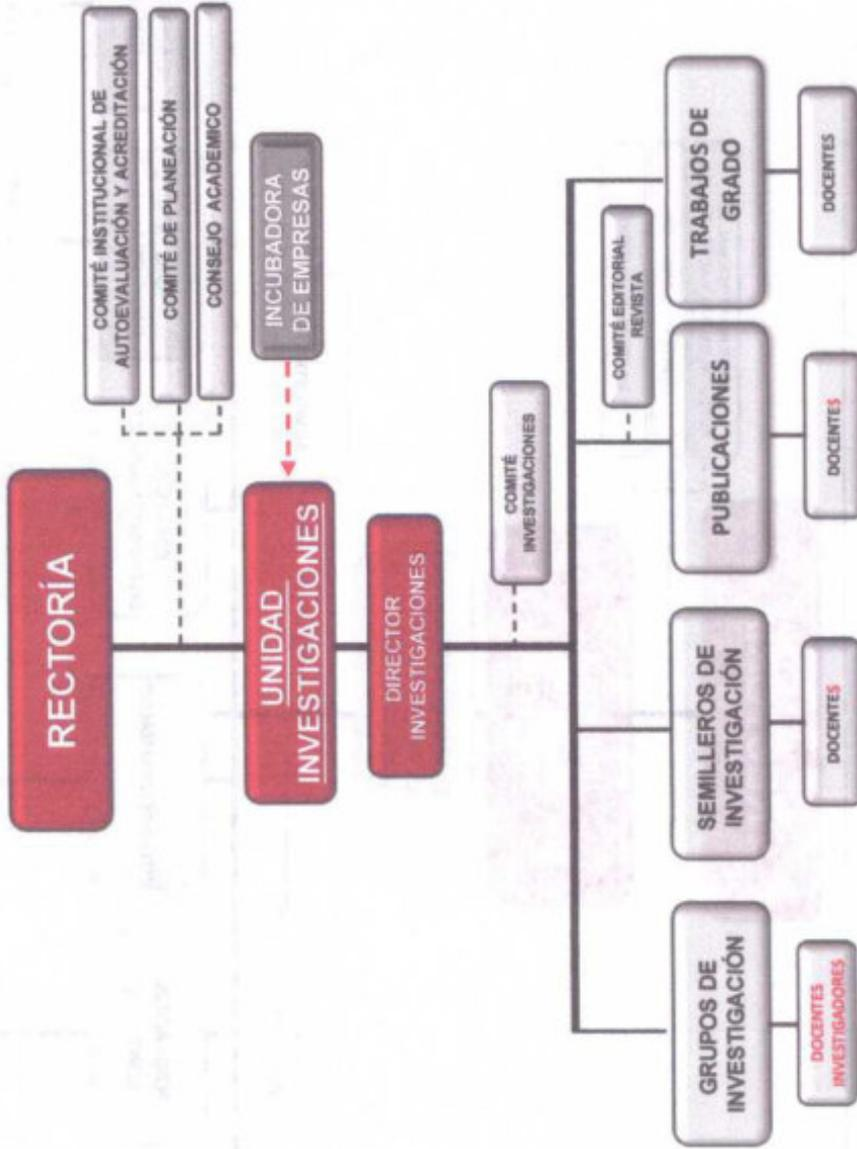 RECTORÍA
COMITÉ INSTITUCIONAL DE
AUTOEVALUACIÓN Y ACREDITACIÓN
COMITÉ DE PLANEACIÓN
CONSEJO ACADEMICO
UNIDAD
INVESTIGACIONES
INCUBADORA
DE EMPRESAS
DIRECTOR
INVESTIGACIONES
COMITÉ
INVESTIGACIONES
COMITÉ EDITORIAL
REVISTA
GRUPOS DE
INVESTIGACIÓN
SEMILLEROS DE
INVESTIGACIÓN
PUBLICACIONES
TRABAJOS DE
GRADO
DOCENTES
INVESTIGADORES
DOCENTES
DOCENTES
DOCENTES